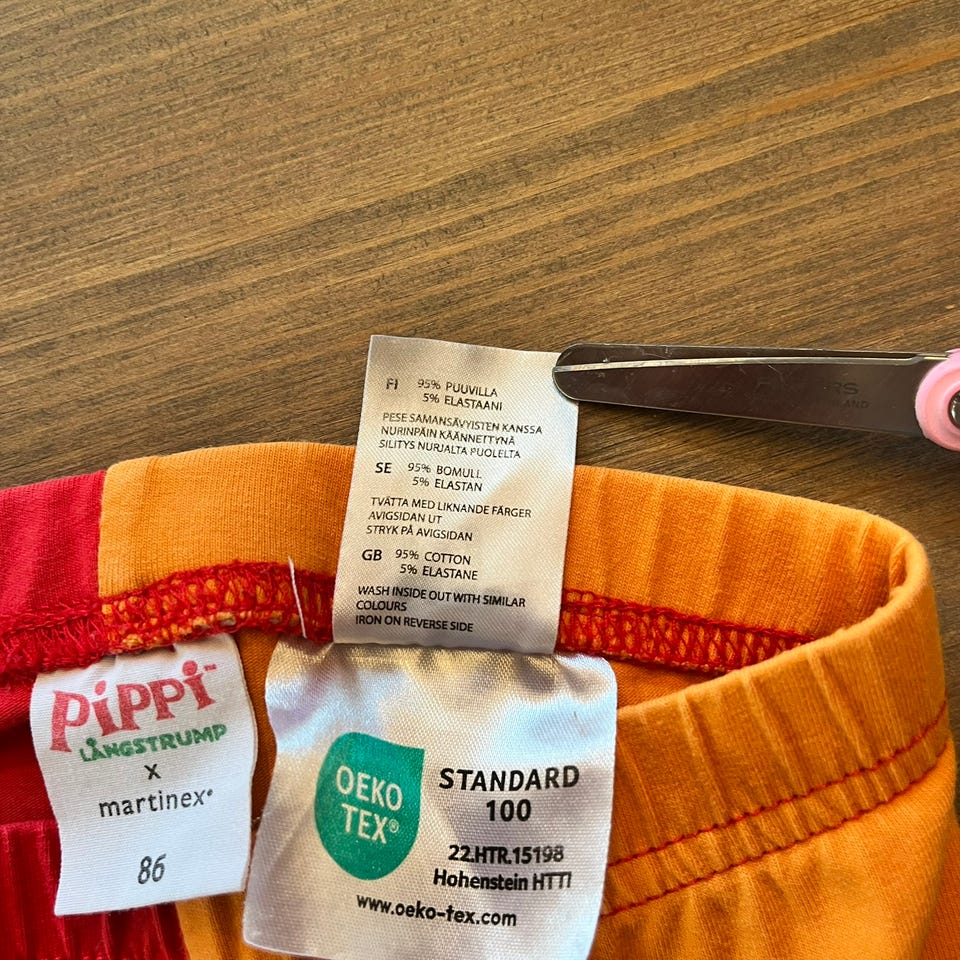 FI 95% PUUVILLA
5% ELASTAANI
PESE SAMANSÄVYISTEN KANSSA
NURINPÄIN KÄÄNNETTYNÄ
SILITYS NURJALTA PUOLELTA
SE 95% BOMULL
5% ELASTAN
TVÄTTA MED LIKNANDE FÄRGER
AVIGSIDAN UT
STRYK PÅ AVIGSIDAN
GB 95% COTTON
5% ELASTANE
WASH INSIDE OUT WITH SIMILAR
COLOURS
IRON ON REVERSE SIDE
PIPPI™
LÅNGSTRUMP
x
martinex®
86
OEKO
TEX®
STANDARD
100
22.HTR.15198
Hohenstein HTTI
www.oeko-tex.com